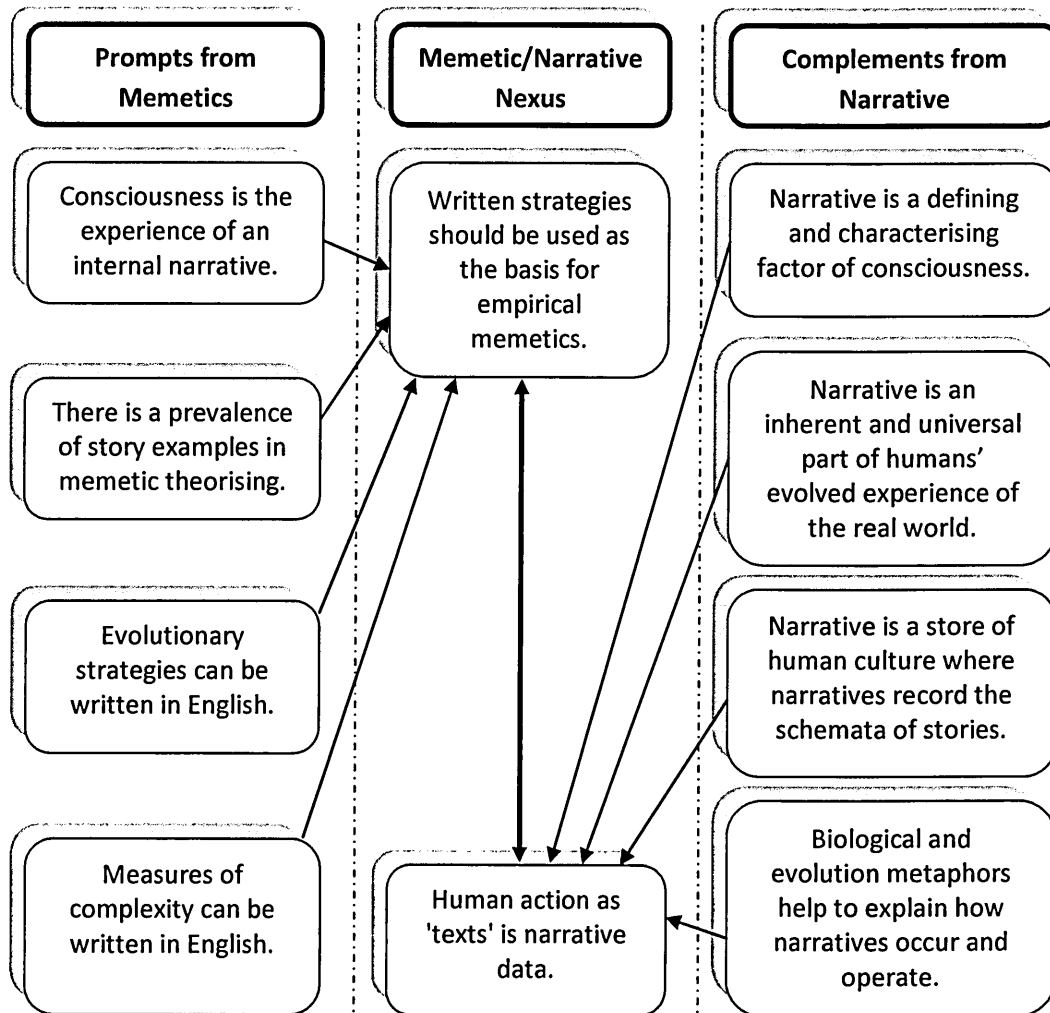 Prompts from
Memetics
Memetic/Narrative
Nexus
Complements from
Narrative
Consciousness is the
experience of an
internal narrative.
There is a prevalence
of story examples in
memetic theorising.
Evolutionary
strategies can be
written in English.
Measures of
complexity can be
written in English.
Written strategies
should be used as
the basis for
empirical
memetics.
Human action as
'texts' is narrative
data.
Narrative is a defining
and characterising
factor of consciousness.
Narrative is an
inherent and universal
part of humans’
evolved experience of
the real world.
Narrative is a store of
human culture where
narratives record the
schemata of stories.
Biological and
evolution metaphors
help to explain how
narratives occur and
operate.